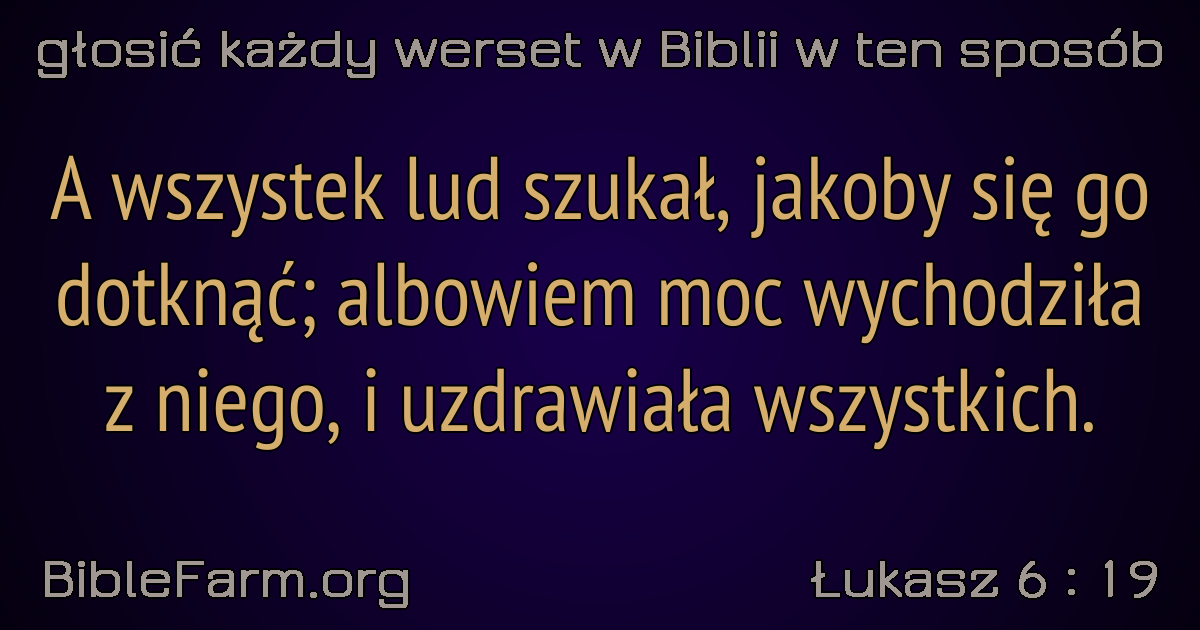 głosić każdy werset w Biblii w ten sposób
A wszystek lud szukał, jakoby się go
dotknąć; albowiem moc wychodziła
z niego, i uzdrawiała wszystkich.
BibleFarm.org
Łukasz 6 : 19